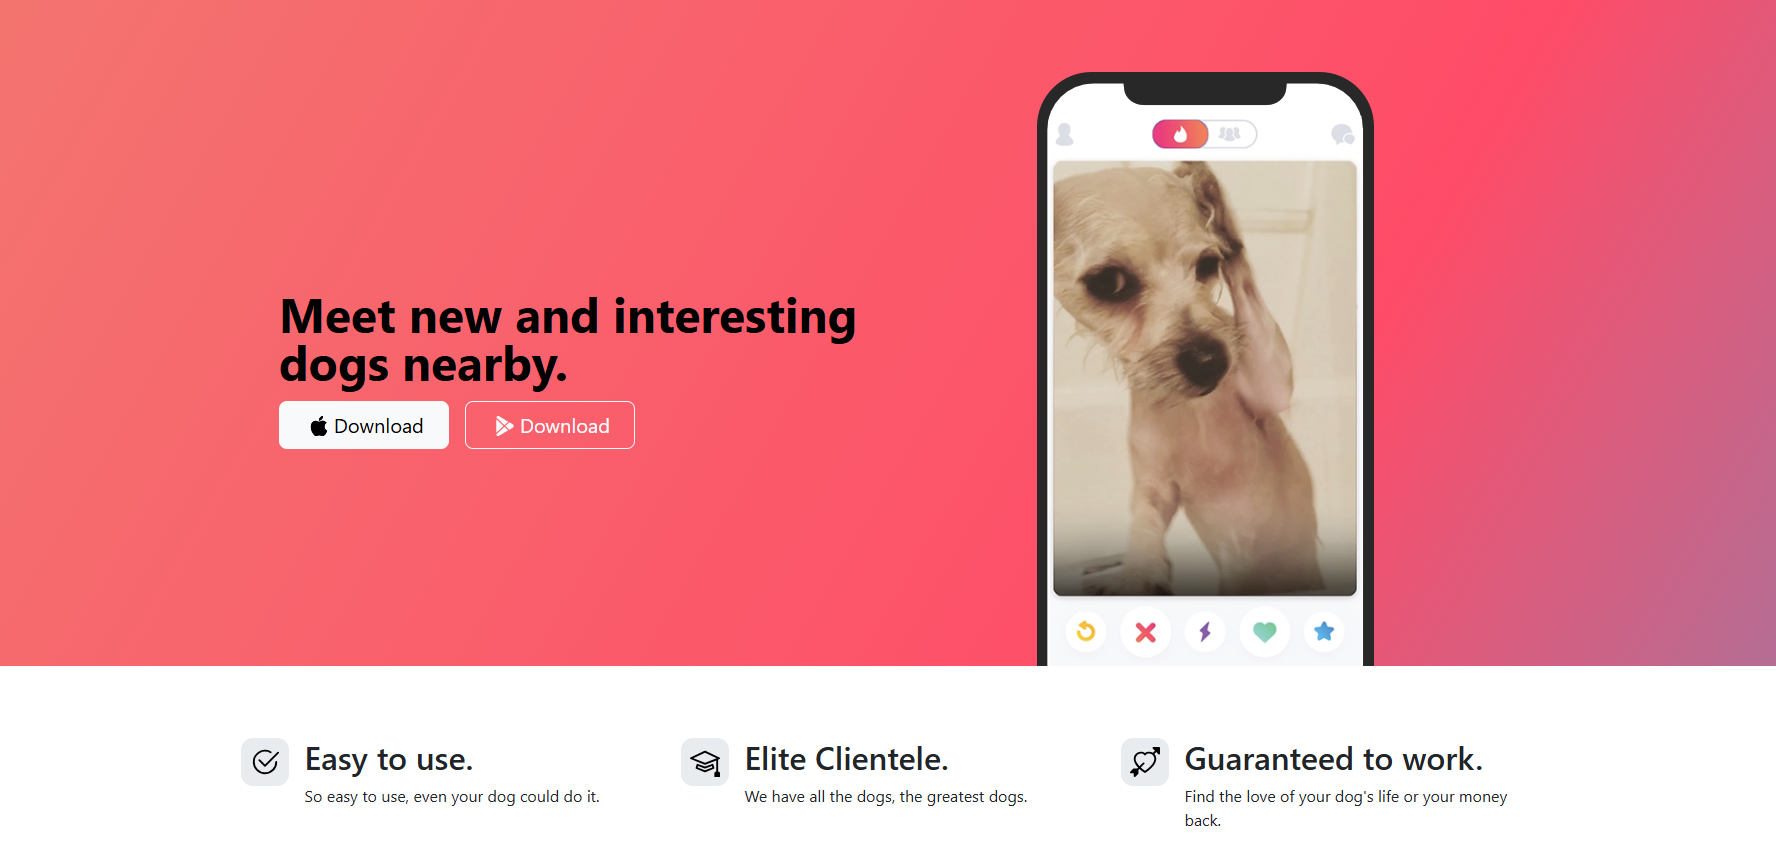 Meet new and interesting
dogs nearby.
Download
Download
Easy to use.
So easy to use, even your dog could do it.
Elite Clientele.
We have all the dogs, the greatest dogs.
Guaranteed to work.
Find the love of your dog's life or your money
back.